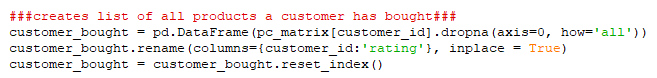 ###creates list of all products a customer has bought###
customer_bought = pd.DataFrame(pc_matrix[customer_id].dropna(axis=0, how='all'))
customer_bought.rename(columns={customer_id:'rating'}, inplace = True)
customer_bought = customer_bought.reset_index()